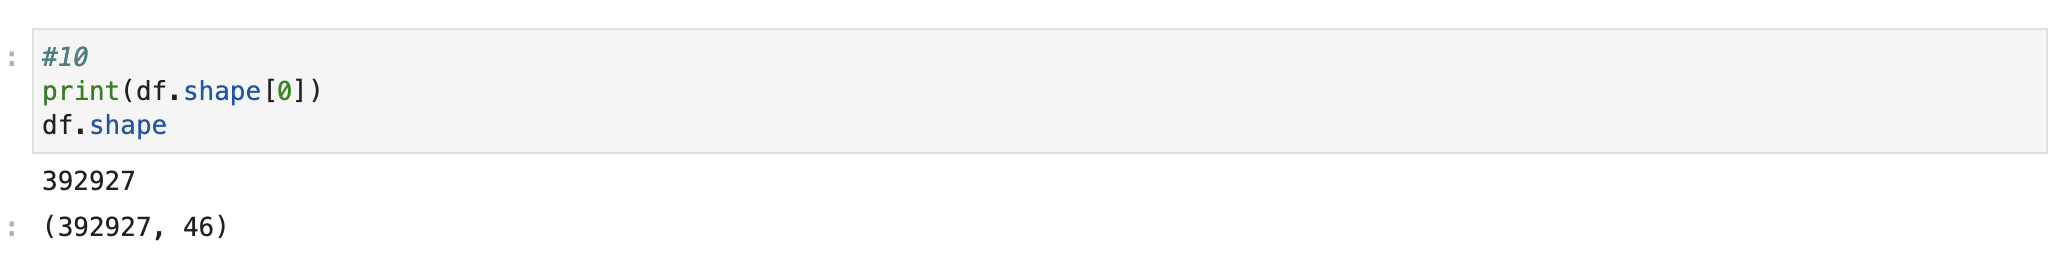 : #10
print(df.shape[0])
df.shape
392927
: (392927, 46)